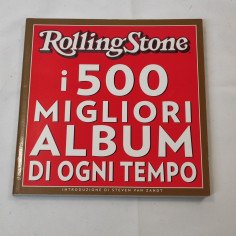 Rolling Stone
i 500
MIGLIORI
ALBUM
DI OGNI TEMPO
INTRODUZIONE DI STEVEN VAN ZANDT